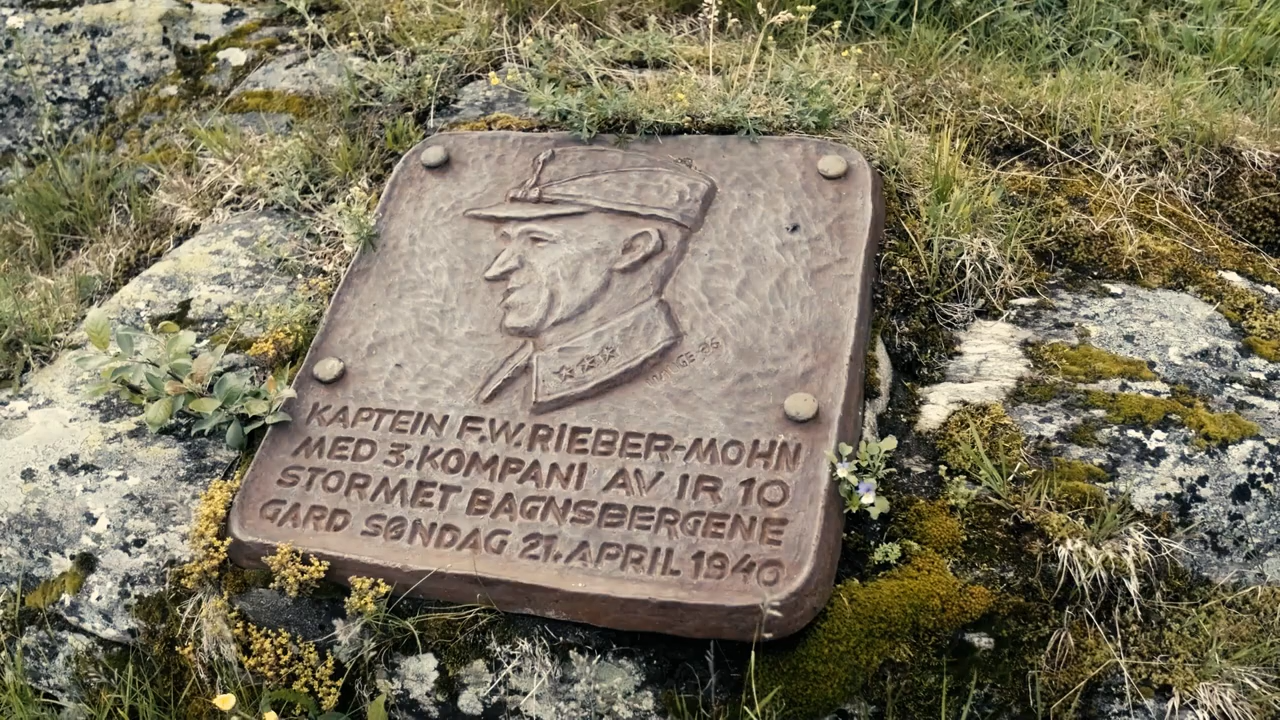 KAPTEIN F.W.RIEBER-MOHN
MED 3.KOMPANI AV IR 10
STORMET BAGNSBERGENE
GARD SØNDAG 21.APRIL 1940